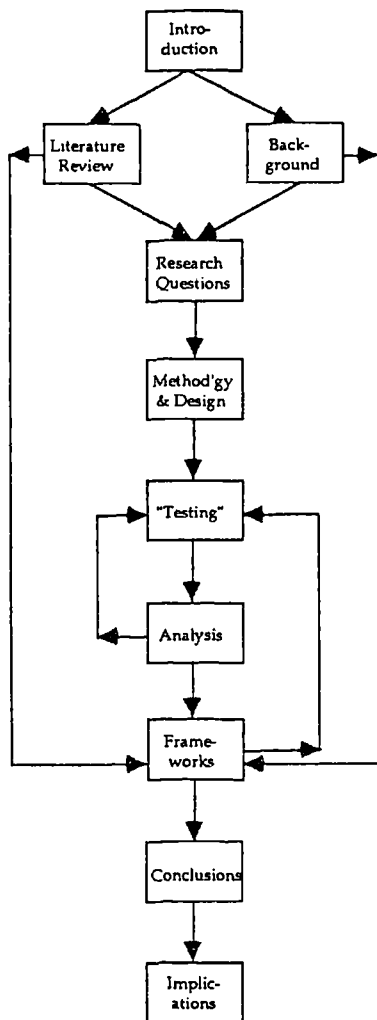 Intro-
duction
Literature
Review
Back-
ground
Research
Questions
Method'gy
& Design
"Testing"
Analysis
Frame-
works
Conclusions
Implic-
ations